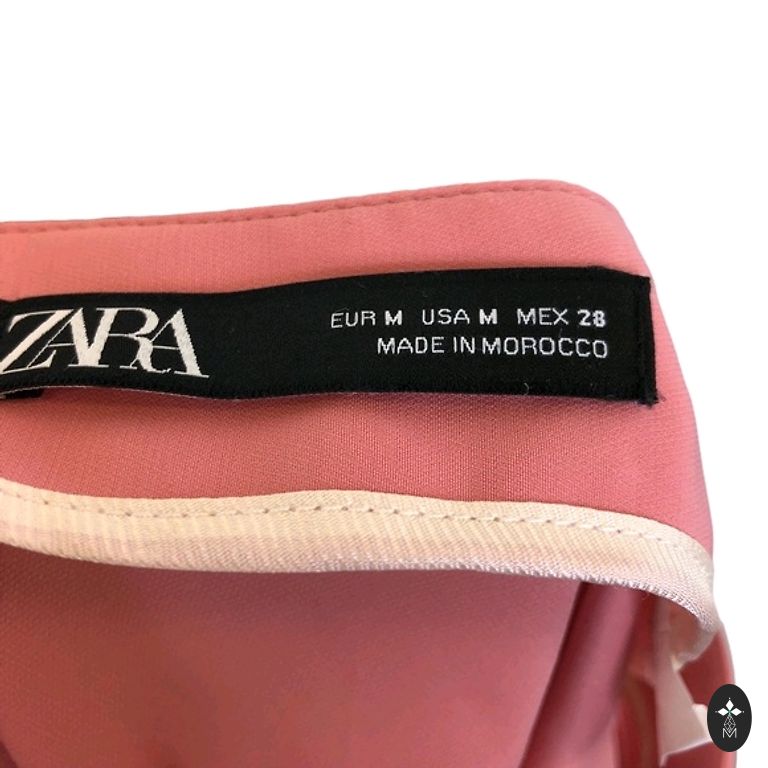 ZARA
EUR M USA M MEX 28
MADE IN MOROCCO
M